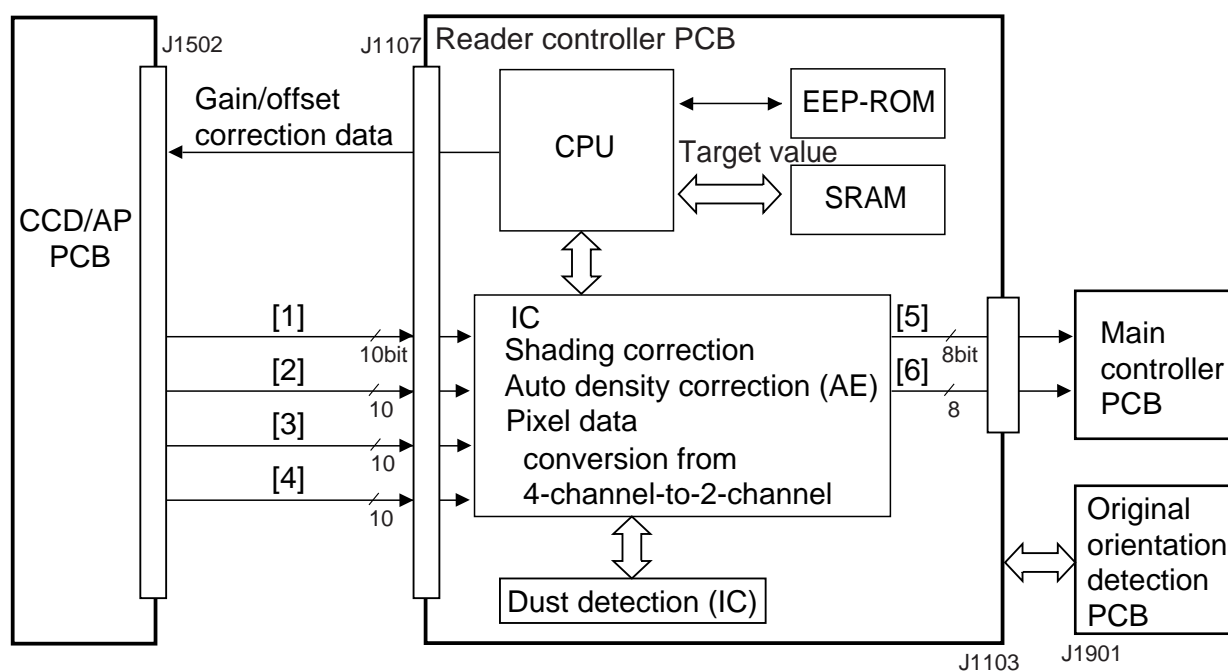 J1502
J1107
Reader controller PCB
Gain/offset
correction data
CPU
EEP-ROM
Target value
SRAM
CCD/AP
PCB
[1]
10bit
[2]
10
[3]
10
[4]
10
IC
Shading correction
Auto density correction (AE)
Pixel data
conversion from
4-channel-to-2-channel
[5]
8bit
[6]
8
Main
controller
PCB
Dust detection (IC)
Original
orientation
detection
PCB
J1103
J1901